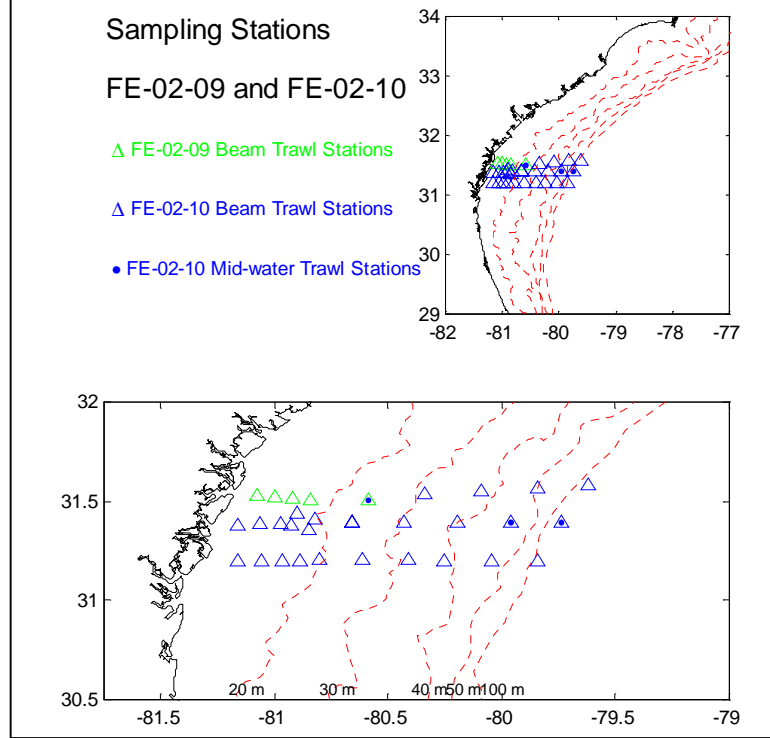 Sampling Stations
FE-02-09 and FE-02-10
Δ FE-02-09 Beam Trawl Stations
Δ FE-02-10 Beam Trawl Stations
• FE-02-10 Mid-water Trawl Stations
34
33
32
31
30
29
-82 -81 -80 -79 -78 -77
32
31.5
31
30.5
20 m 30 m 40 m 50 m 100 m
-81.5 -81 -80.5 -80 -79.5 -79